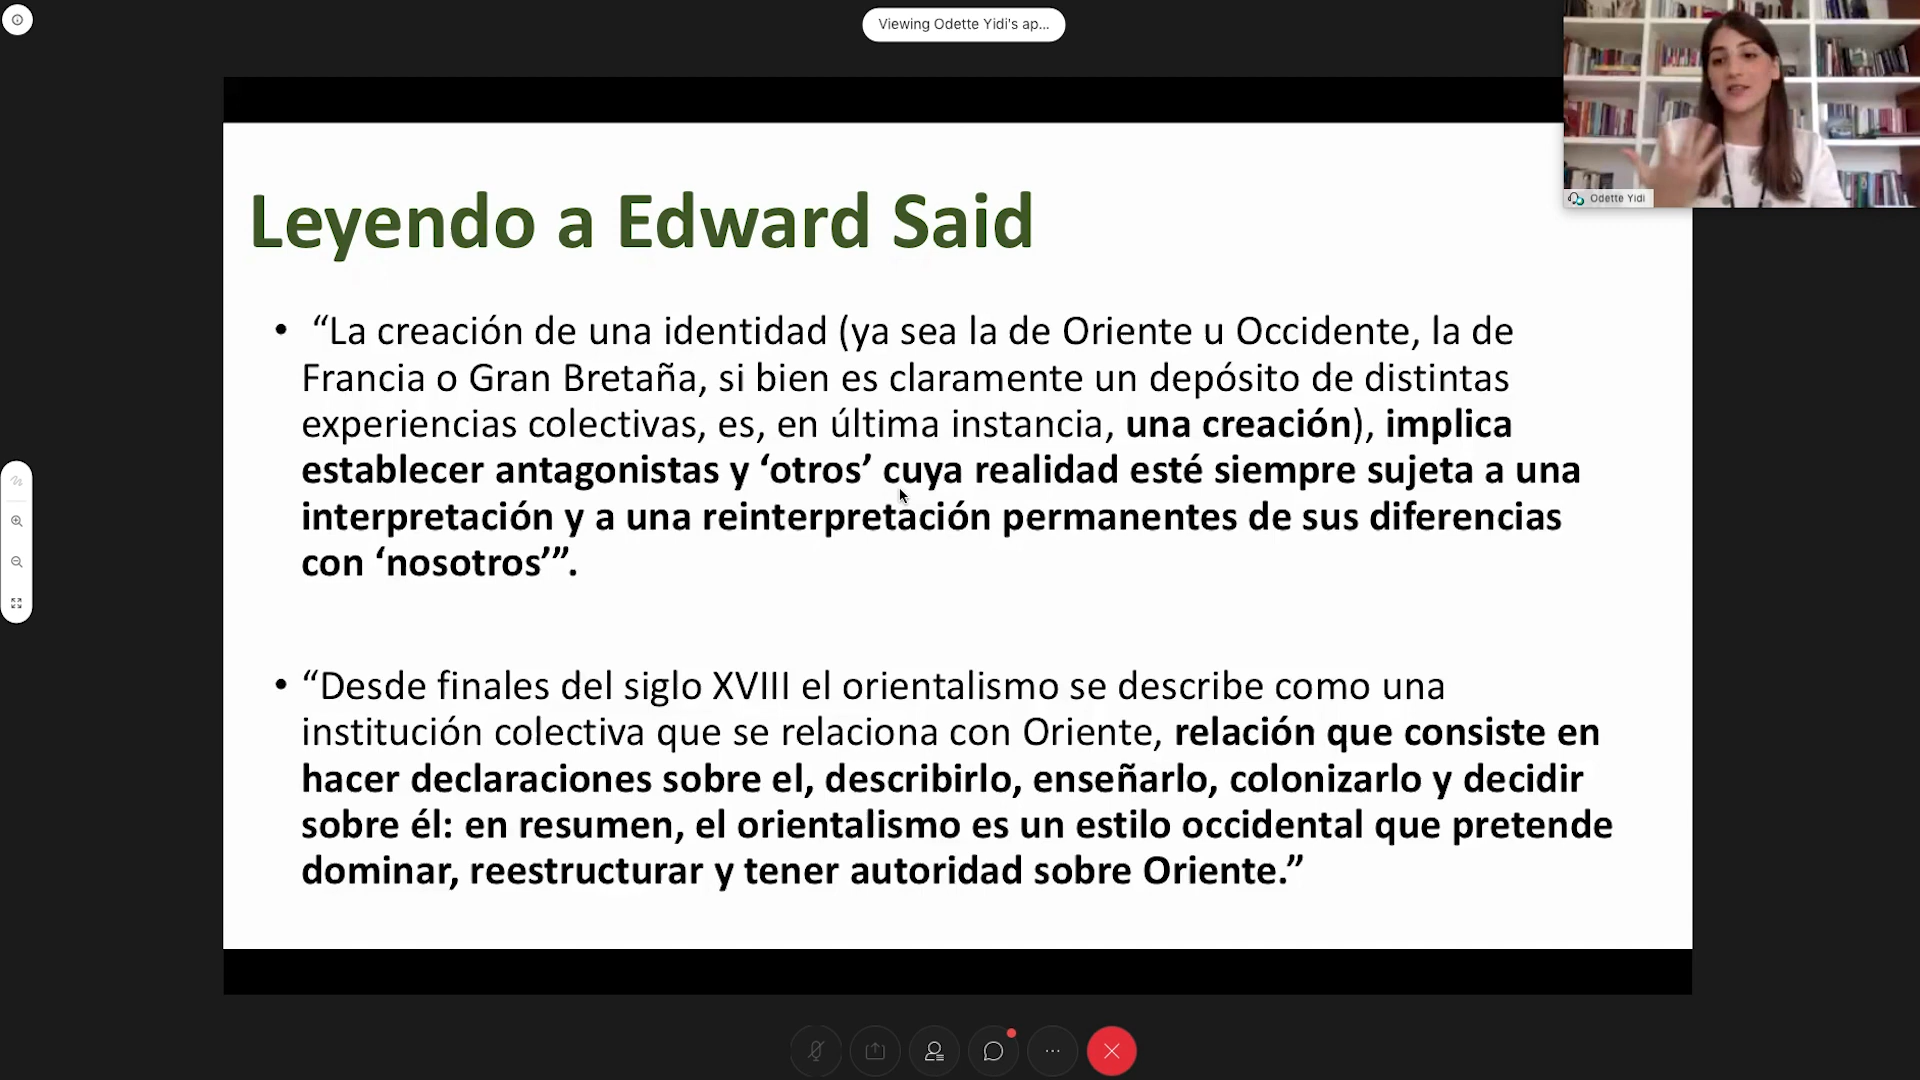 Viewing Odette Yidi's ap...
Odette Yidi
Leyendo a Edward Said
• “La creación de una identidad (ya sea la de Oriente u Occidente, la de
Francia o Gran Bretaña, si bien es claramente un depósito de distintas
experiencias colectivas, es, en última instancia, una creación), implica
establecer antagonistas y ‘otros’ cuya realidad esté siempre sujeta a una
interpretación y a una reinterpretación permanentes de sus diferencias
con ‘nosotros’”.
• “Desde finales del siglo XVIII el orientalismo se describe como una
institución colectiva que se relaciona con Oriente, relación que consiste en
hacer declaraciones sobre el, describirlo, enseñarlo, colonizarlo y decidir
sobre él: en resumen, el orientalismo es un estilo occidental que pretende
dominar, reestructurar y tener autoridad sobre Oriente.”